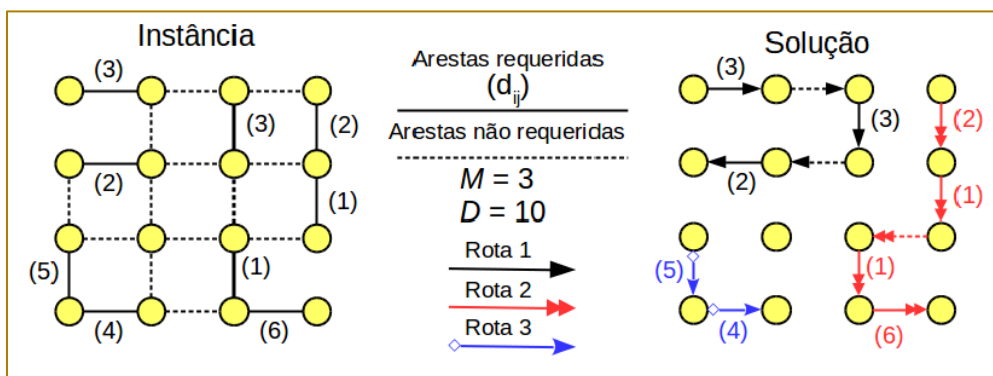 Instância
(3)
(3)
(2)
(2)
(1)
(5)
(1)
(4)
(6)
Arestas requeridas
(dij)
Arestas não requeridas
M = 3
D = 10
Rota 1
Rota 2
Rota 3
Solução
(3)
(3)
(2)
(2)
(1)
(5)
(1)
(4)
(6)